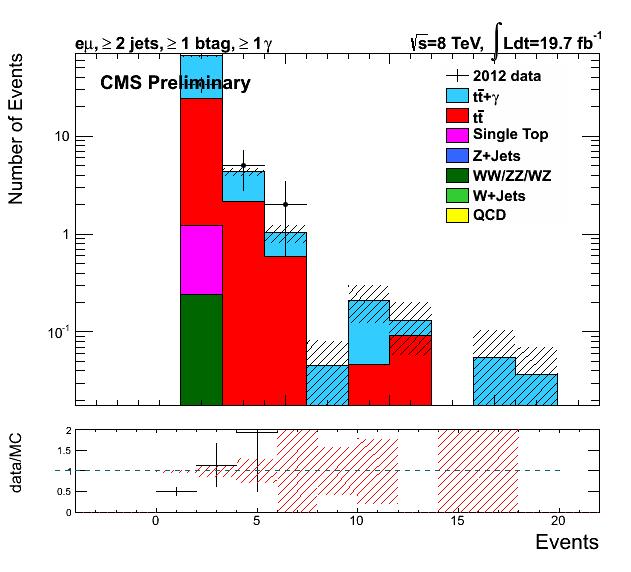 eμ, ≥ 2 jets, ≥ 1 btag, ≥ 1 γ
√s=8 TeV, ∫Ldt=19.7 fb⁻¹
CMS Preliminary
Number of Events
10
1
10⁻¹
2012 data
tt̄+γ
tt̄
Single Top
Z+Jets
WW/ZZ/WZ
W+Jets
QCD
data/MC
2
1.5
1
0.5
0
0 5 10 15 20
Events